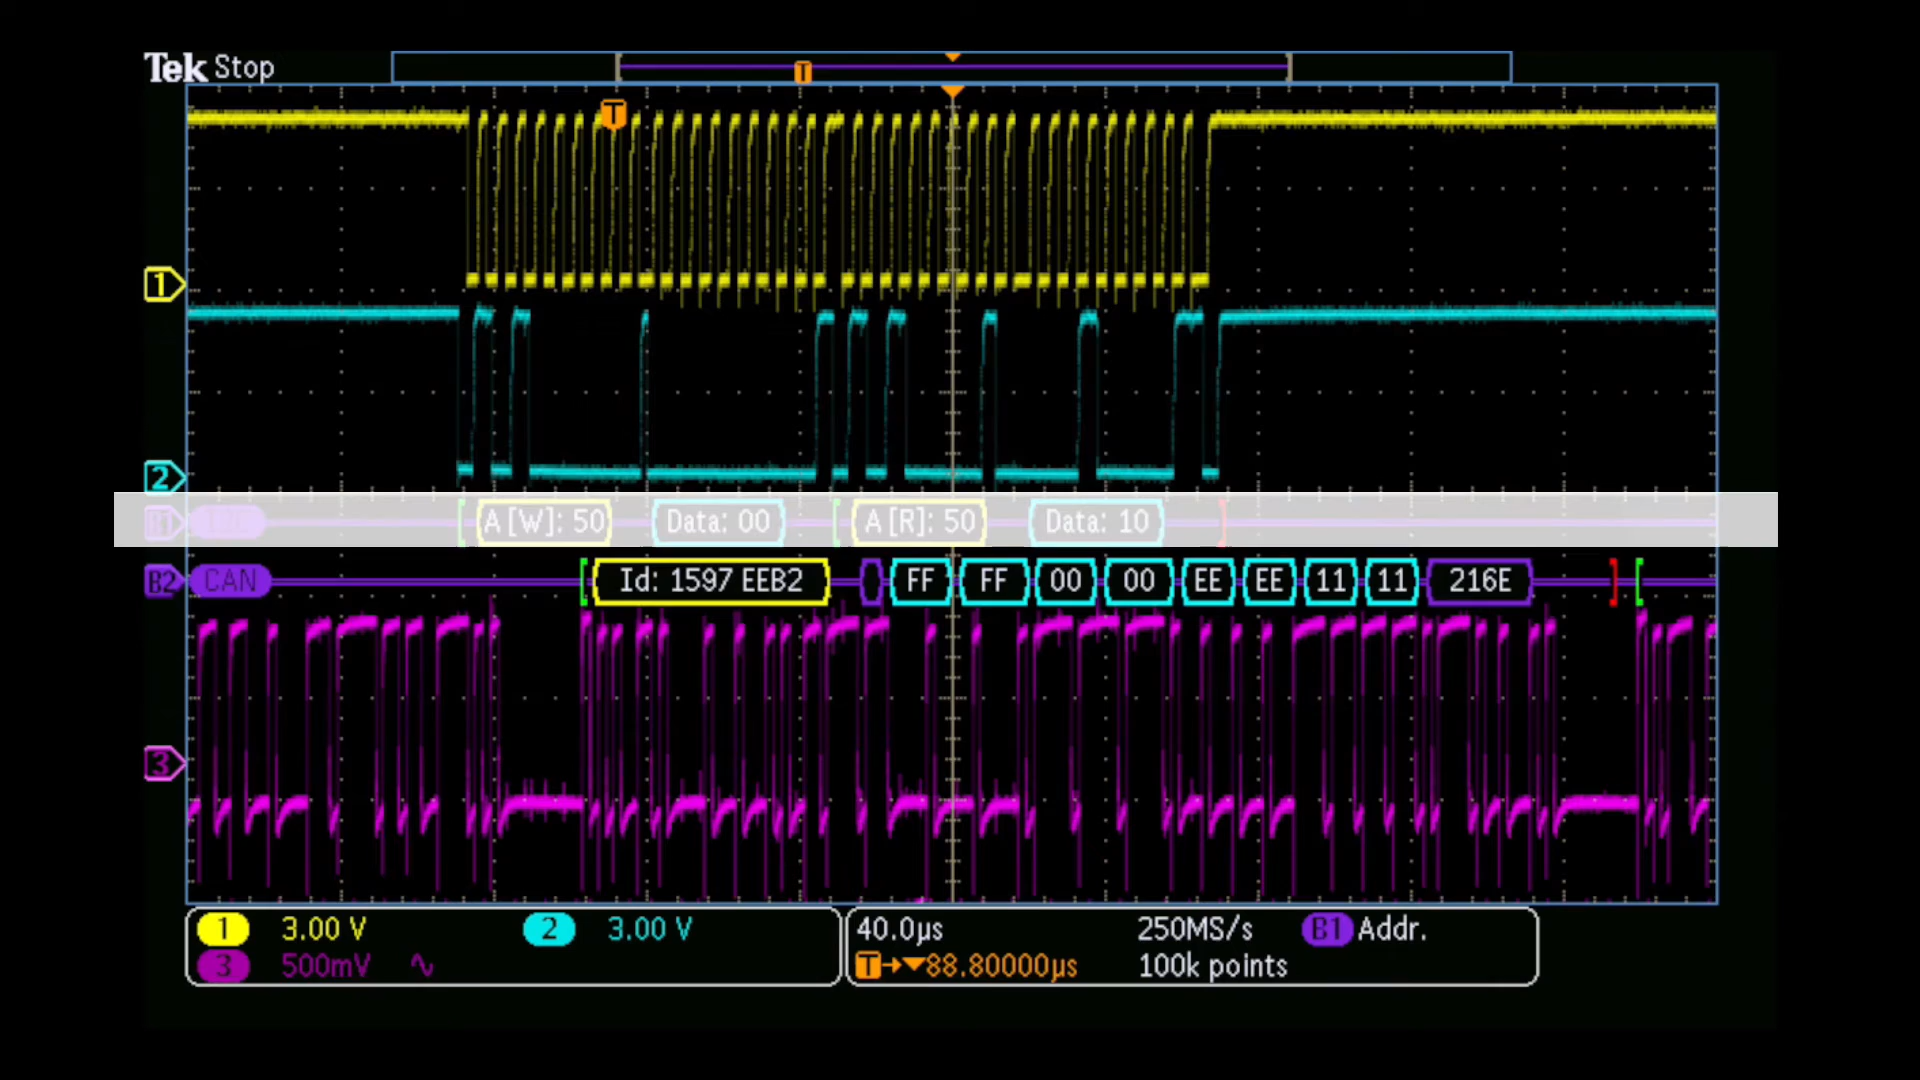 Tek Stop
T
T
1
2
B1 I2C A[W]: 50 Data: 00 A[R]: 50 Data: 10
B2 CAN Id: 1597 EEB2 FF FF 00 00 EE EE 11 11 216E
3
1 3.00 V 2 3.00 V 40.0µs 250MS/s B1 Addr.
3 500mV T→▼88.80000µs 100k points